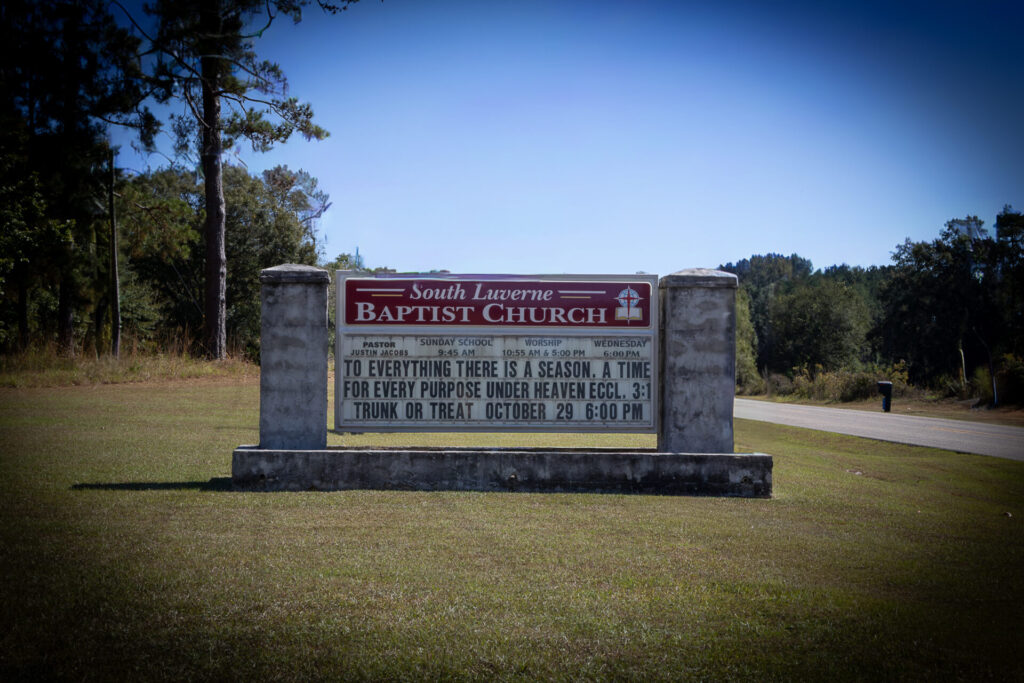 South Luverne
BAPTIST CHURCH
PASTOR SUNDAY SCHOOL WORSHIP WEDNESDAY
JUSTIN JACOBS 9:45 AM 10:55 AM & 5:00 PM 6:00 PM
TO EVERYTHING THERE IS A SEASON. A TIME
FOR EVERY PURPOSE UNDER HEAVEN ECCL. 3:1
TRUNK OR TREAT OCTOBER 29 6:00 PM